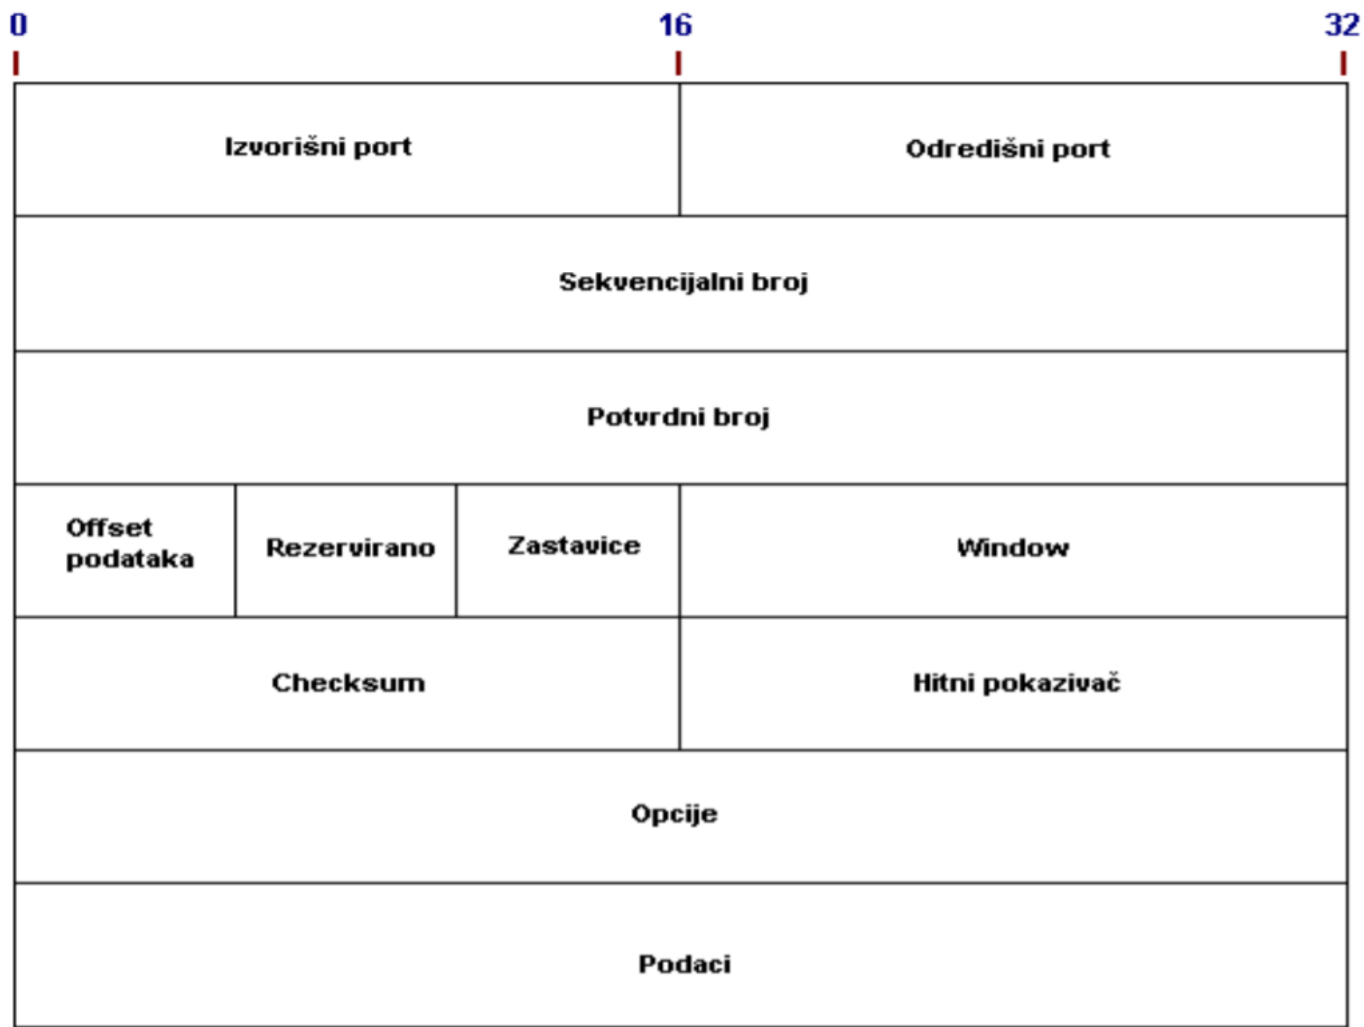 0 16 32
Izvorišni port Odredišni port
Sekvencijalni broj
Potvrdni broj
Offset
podataka Rezervirano Zastavice Window
Checksum Hitni pokazivač
Opcije
Podaci